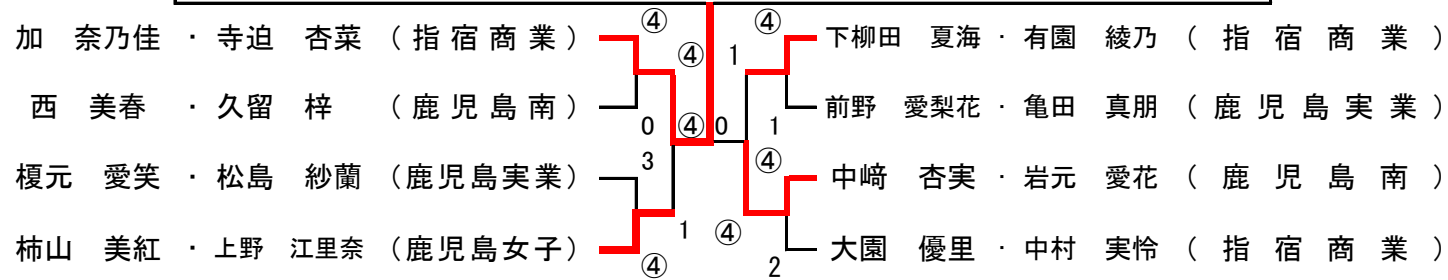 ④ ④
加 奈乃佳 ・ 寺迫 杏菜 (指宿商業) ④ 1 下柳田 夏海 ・ 有園 綾乃 (指宿商業)
西 美春 ・ 久留 梓 (鹿児島南) 前野 愛梨花 ・ 亀田 真朋 (鹿児島実業)
0 ④ 0 1
3 ④
榎元 愛笑 ・ 松島 紗蘭 (鹿児島実業) 中﨑 杏実 ・ 岩元 愛花 (鹿児島南)
1 ④
柿山 美紅 ・ 上野 江里奈 (鹿児島女子) 大園 優里 ・ 中村 実怜 (指宿商業)
④ 2